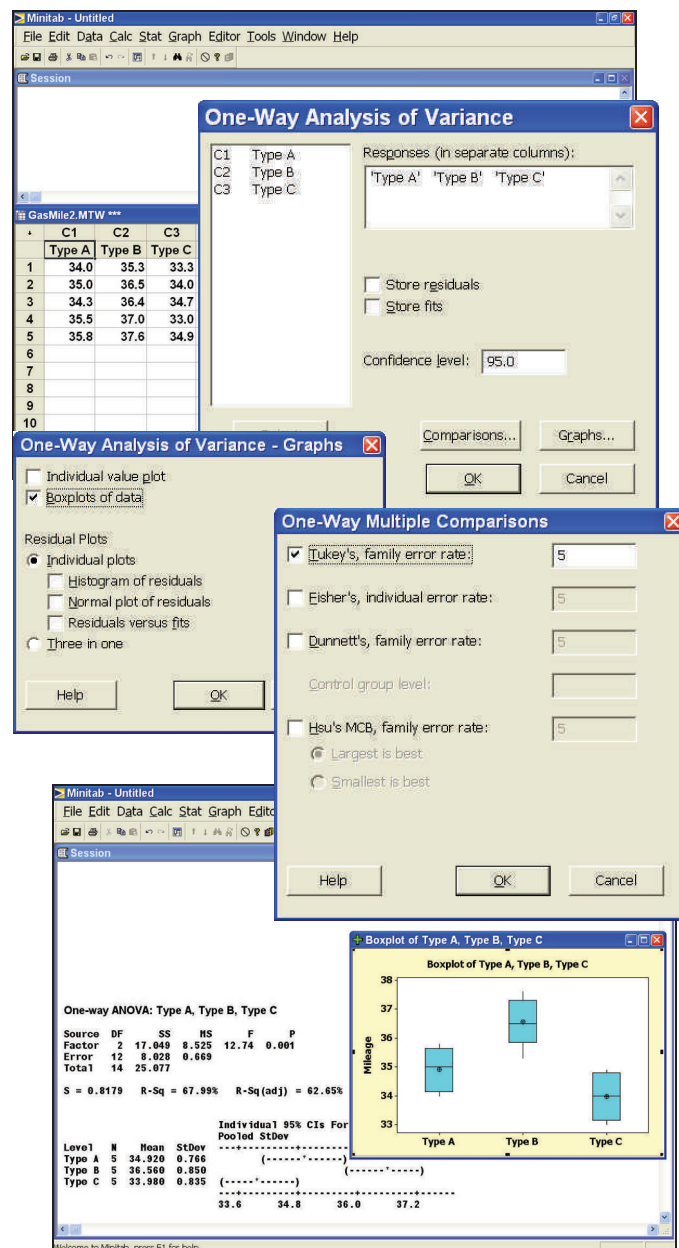 Minitab - Untitled
File Edit Data Calc Stat Graph Editor Tools Window Help
Session
One-Way Analysis of Variance
C1 Type A
C2 Type B
C3 Type C
Responses (in separate columns):
'Type A' 'Type B' 'Type C'
Store residuals
Store fits
Confidence level: 95.0
Comparisons... Graphs...
OK Cancel
GasMile2.MTW ***
C1 C2 C3
Type A Type B Type C
1 34.0 35.3 33.3
2 35.0 36.5 34.0
3 34.3 36.4 34.7
4 35.5 37.0 33.0
5 35.8 37.6 34.9
6
7
8
9
10
One-Way Analysis of Variance - Graphs
Individual value plot
Boxplots of data
Residual Plots
Individual plots
Histogram of residuals
Normal plot of residuals
Residuals versus fits
Three in one
Help OK
One-Way Multiple Comparisons
Tukey's, family error rate: 5
Fisher's, individual error rate: 5
Dunnett's, family error rate: 5
Control group level:
Hsu's MCB, family error rate: 5
Largest is best
Smallest is best
Help OK Cancel
Minitab - Untitled
File Edit Data Calc Stat Graph Edito
Session
Boxplot of Type A, Type B, Type C
Boxplot of Type A, Type B, Type C
38
37
36
35
34
33
Mileage
Type A Type B Type C
One-way ANOVA: Type A, Type B, Type C
Source DF SS MS F P
Factor 2 17.049 8.525 12.74 0.001
Error 12 8.028 0.669
Total 14 25.077
S = 0.8179 R-Sq = 67.99% R-Sq(adj) = 62.65%
Individual 95% CIs For
Pooled StDev
Level N Mean StDev ---+---------+---------+---------+------
Type A 5 34.920 0.766 (------·------)
Type B 5 36.560 0.850 (------·-----)
Type C 5 33.980 0.835 (-----·------)
---+---------+---------+---------+------
33.6 34.8 36.0 37.2
Welcome to Minitab, press F1 for help.